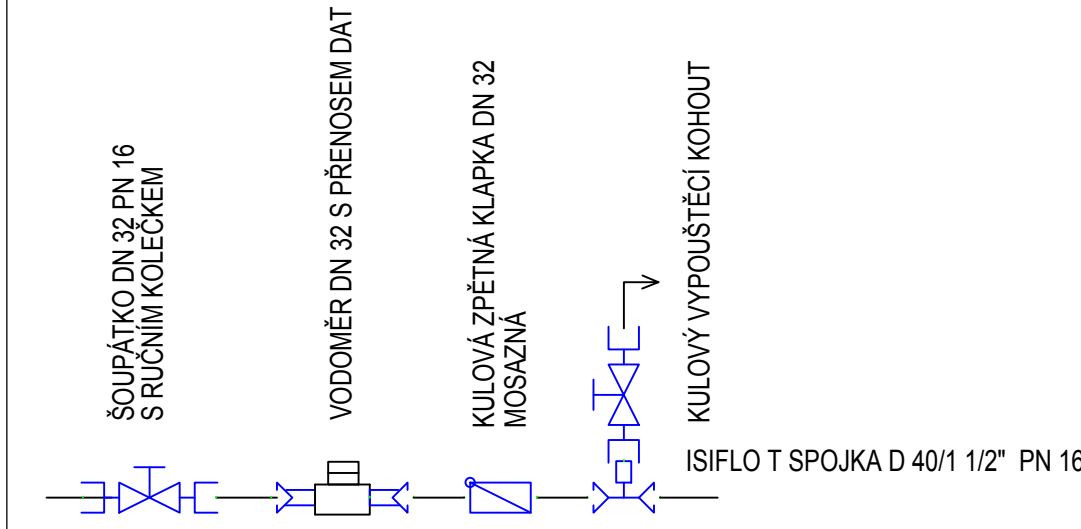 ŠOUPÁTKO DN 32 PN 16
S RUČNÍM KOLEČKEM
VODOMĚR DN 32 S PŘENOSEM DAT
KULOVÁ ZPĚTNÁ KLAPKA DN 32
MOSAZNÁ
KULOVÝ VYPOUŠTĚCÍ KOHOUT
ISIFLO T SPOJKA D 40/1 1/2" PN 16